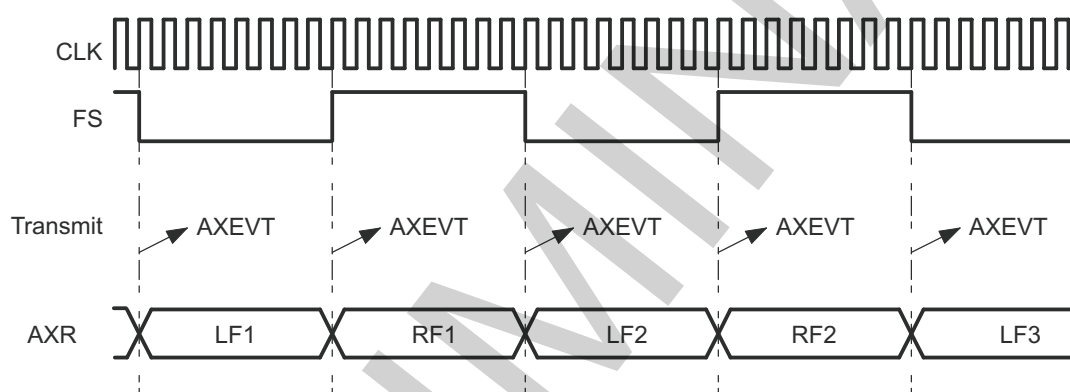 CLK
FS
Transmit AXEVT AXEVT AXEVT AXEVT AXEVT
AXR LF1 RF1 LF2 RF2 LF3